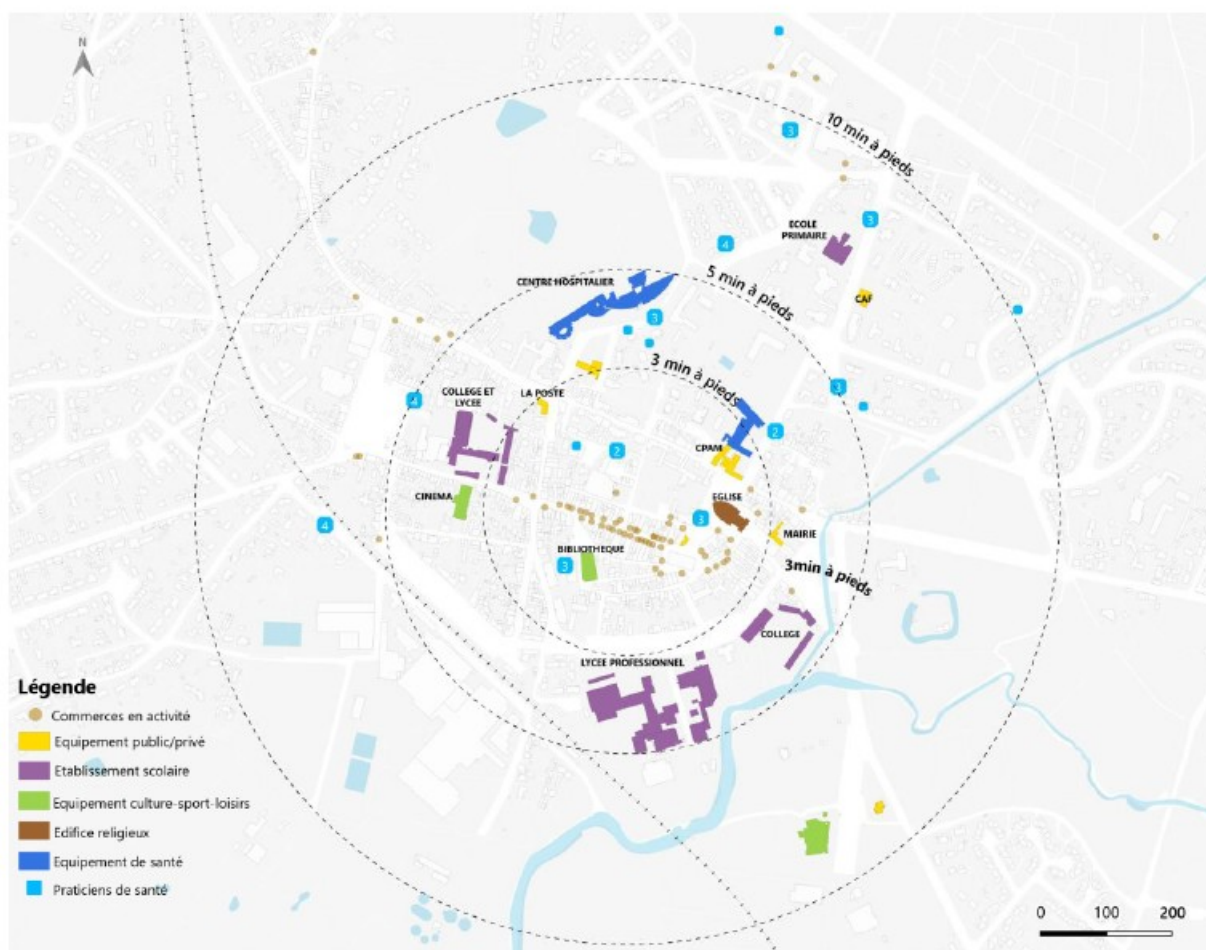 N
3
10 min à pieds
3
ECOLE
PRIMAIRE
4
5 min à pieds
CENTRE HOSPITALIER
CAF
3
3 min à pieds
3
COLLEGE ET
LYCEE
LA POSTE
4
2
2
CPAM
CINEMA
EGLISE
3
4
MAIRIE
BIBLIOTHEQUE
3
3min à pieds
COLLEGE
LYCEE PROFESSIONNEL
Légende
Commerces en activité
Equipement public/privé
Etablissement scolaire
Equipement culture-sport-loisirs
Edifice religieux
Equipement de santé
Praticiens de santé
0 100 200